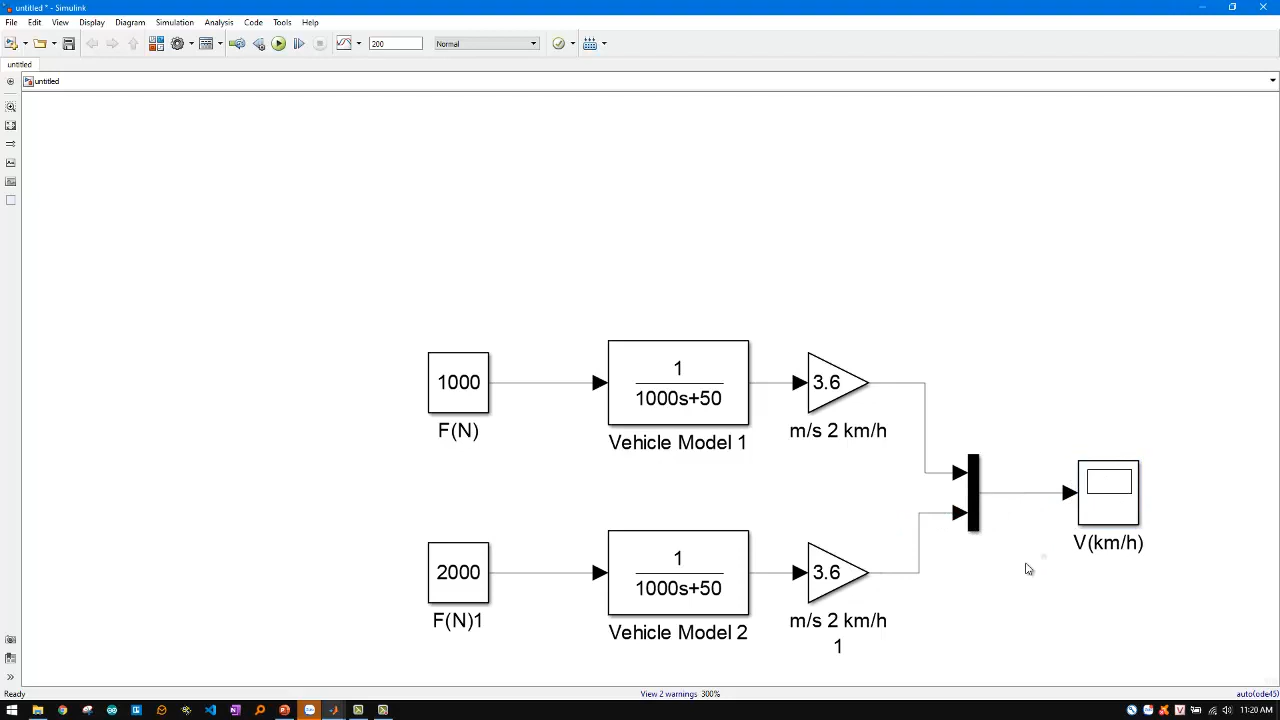 untitled * - Simulink
File Edit View Display Diagram Simulation Analysis Code Tools Help
200 Normal
untitled
untitled
1000
F(N)
1
1000s+50
Vehicle Model 1
3.6
m/s 2 km/h
V(km/h)
2000
F(N)1
1
1000s+50
Vehicle Model 2
3.6
m/s 2 km/h
1
Ready View 2 warnings 300% auto(ode45)
11:20 AM